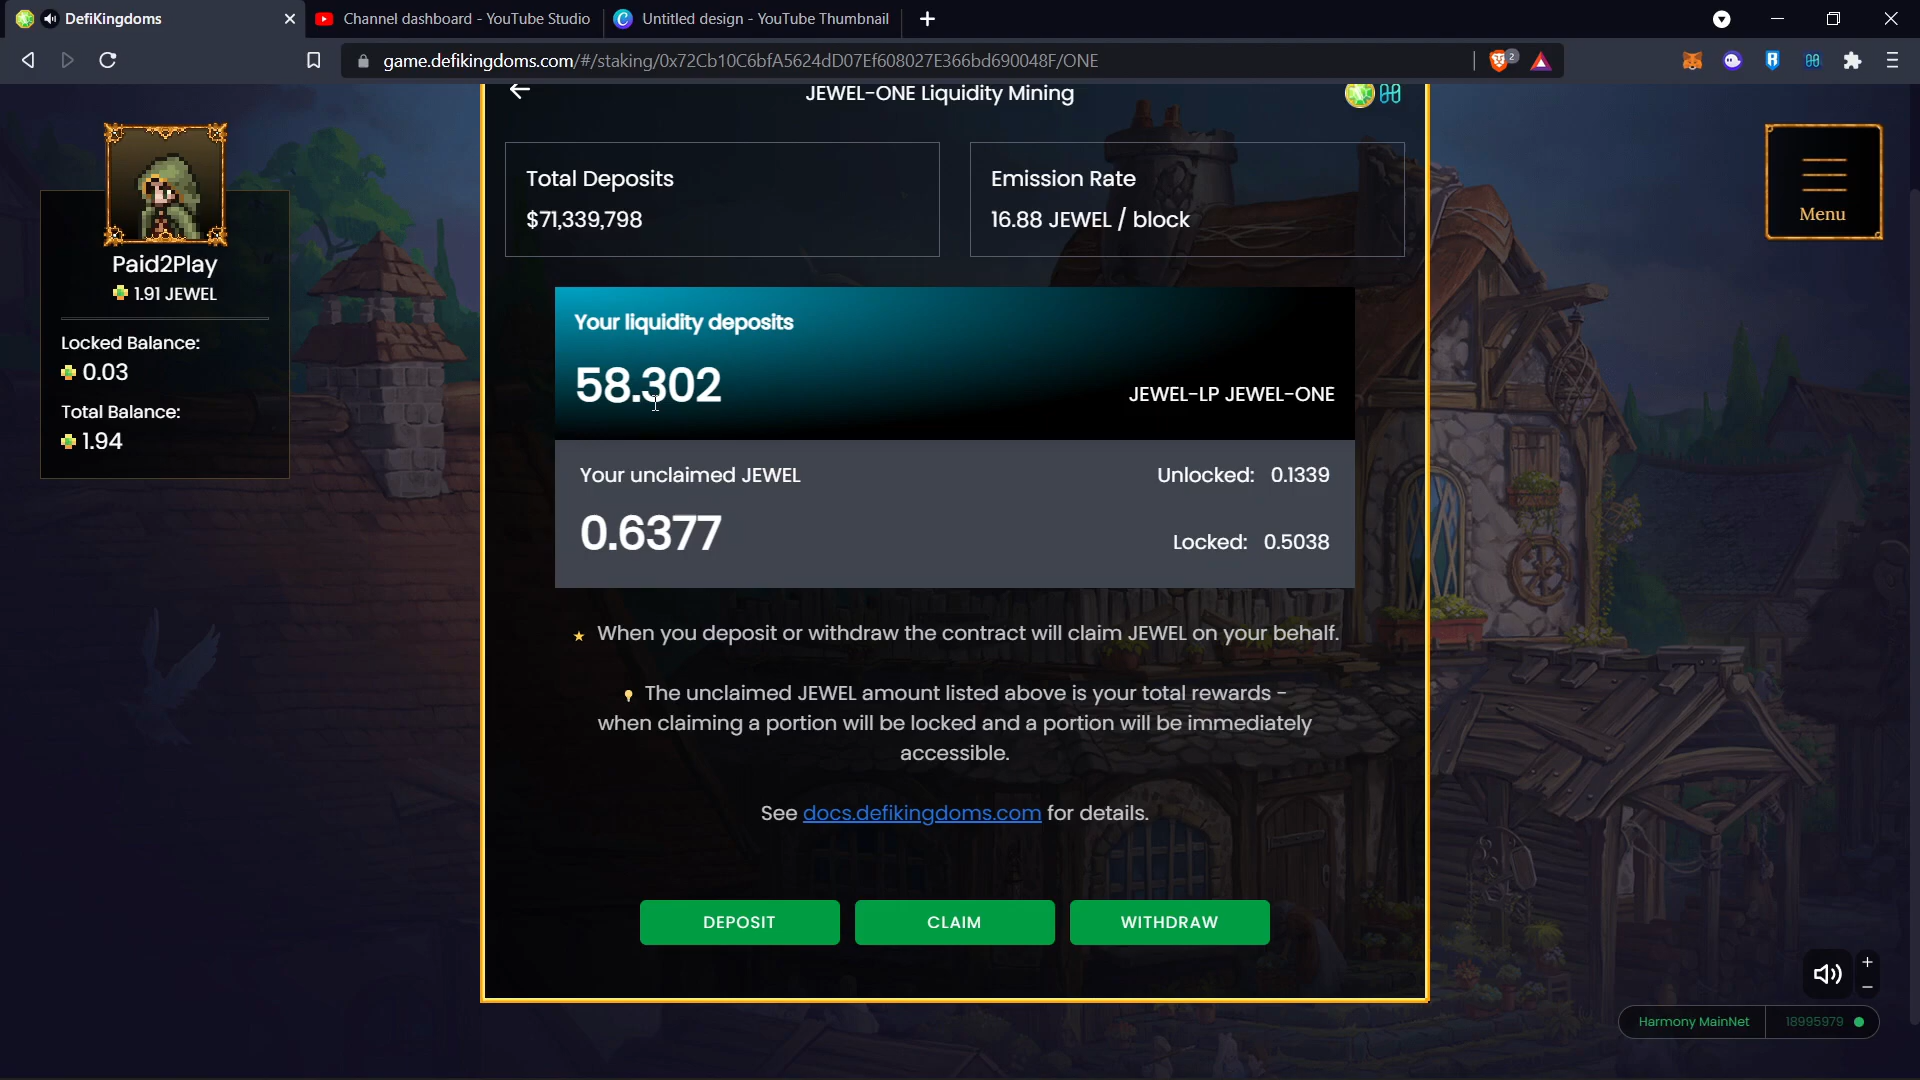 DefiKingdoms
Channel dashboard - YouTube Studio
Untitled design - YouTube Thumbnail
game.defikingdoms.com/#/staking/0x72Cb10C6bfA5624dD07Ef608027E366bd690048F/ONE
2
JEWEL-ONE Liquidity Mining
Total Deposits
$71,339,798
Emission Rate
16.88 JEWEL / block
Menu
Paid2Play
1.91 JEWEL
Locked Balance:
0.03
Total Balance:
1.94
Your liquidity deposits
58.302
JEWEL-LP JEWEL-ONE
Your unclaimed JEWEL
Unlocked: 0.1339
0.6377
Locked: 0.5038
When you deposit or withdraw the contract will claim JEWEL on your behalf.
The unclaimed JEWEL amount listed above is your total rewards -
when claiming a portion will be locked and a portion will be immediately
accessible.
See docs.defikingdoms.com for details.
DEPOSIT
CLAIM
WITHDRAW
Harmony MainNet
18995979